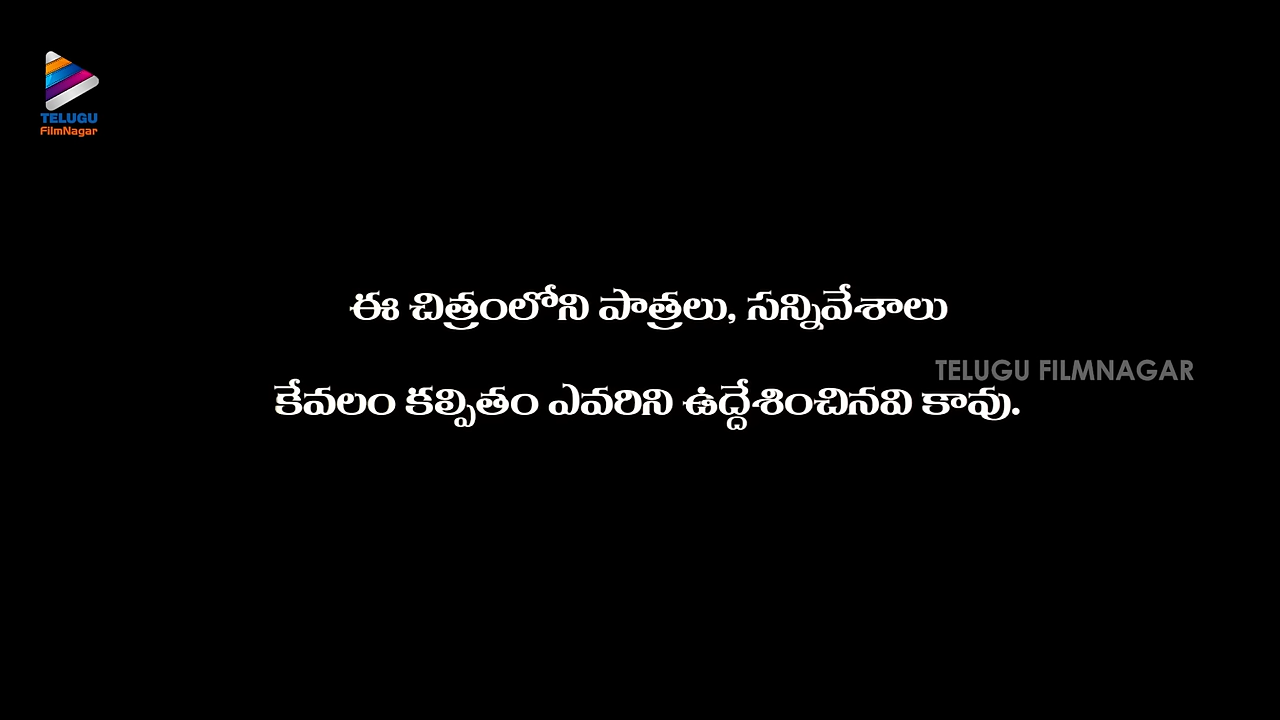 TELUGU
FilmNagar
ఈ చిత్రంలోని పాత్రలు, సన్నివేశాలు
TELUGU FILMNAGAR
కేవలం కల్పితం ఎవరిని ఉద్దేశించినవి కావు.